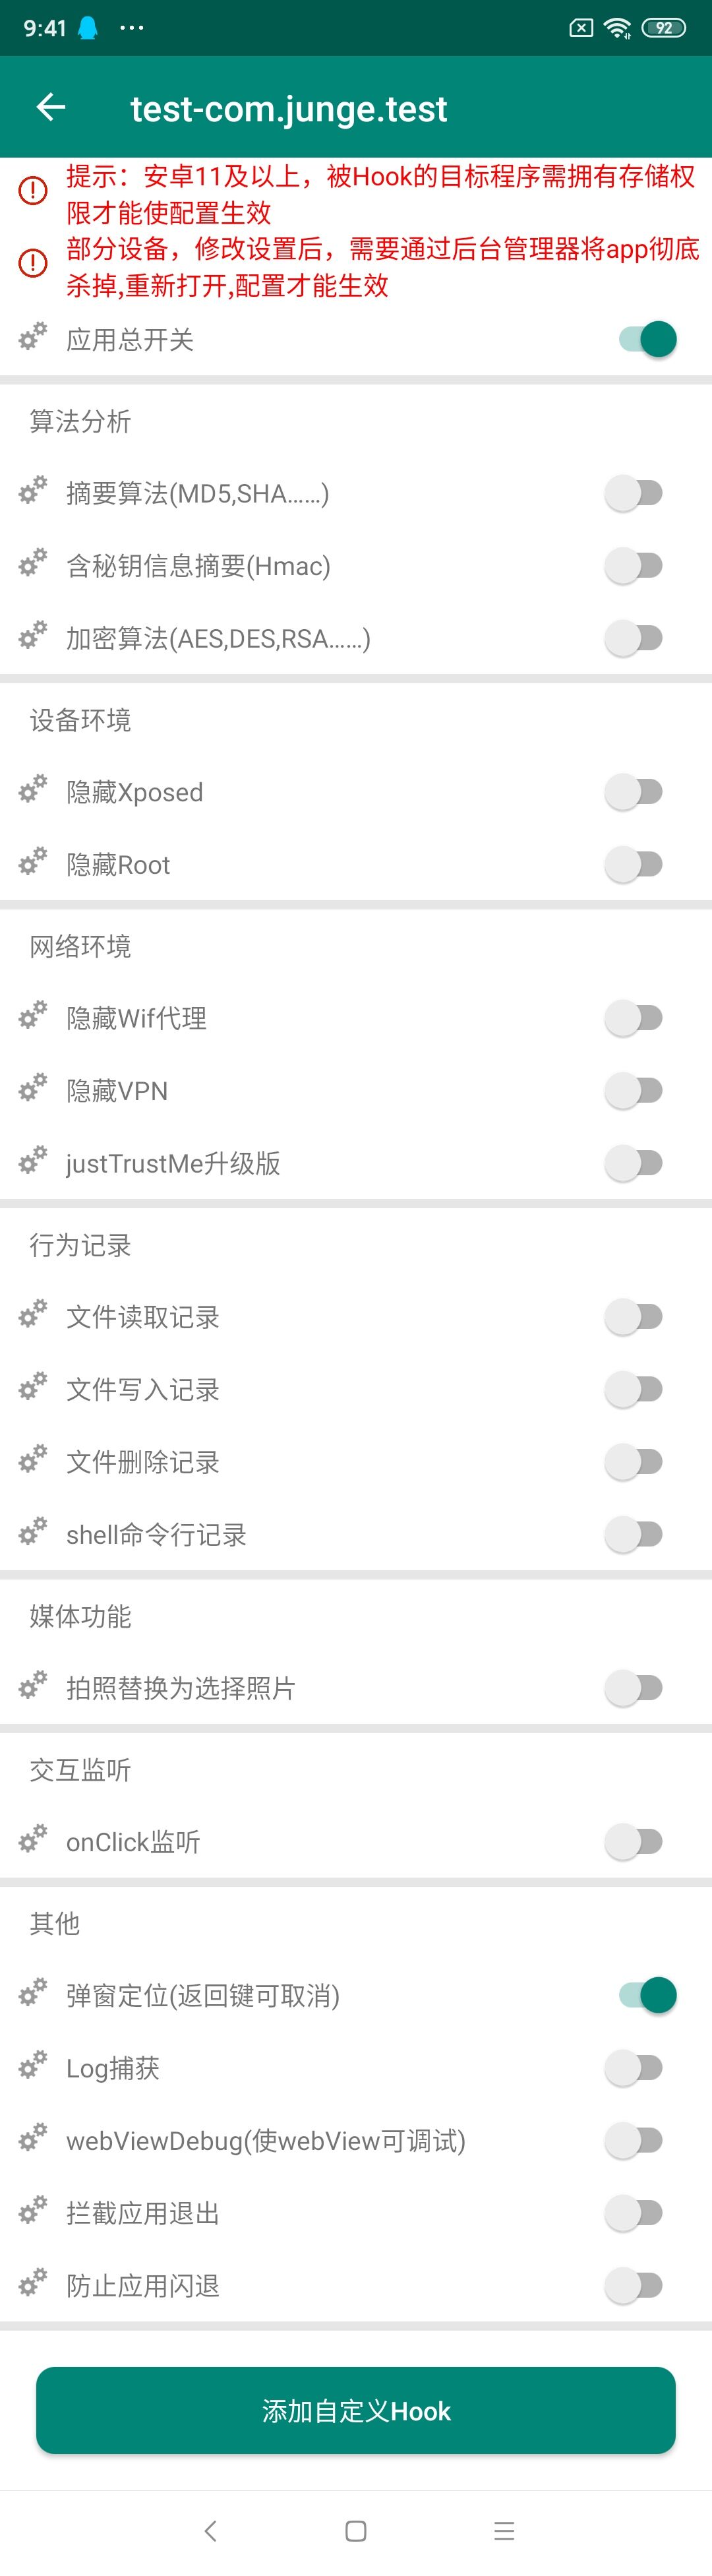 9:41
92
test-com.junge.test
提示：安卓11及以上，被Hook的目标程序需拥有存储权
限才能使配置生效
部分设备，修改设置后，需要通过后台管理器将app彻底
杀掉,重新打开,配置才能生效
应用总开关
算法分析
摘要算法(MD5,SHA……)
含秘钥信息摘要(Hmac)
加密算法(AES,DES,RSA……)
设备环境
隐藏Xposed
隐藏Root
网络环境
隐藏Wif代理
隐藏VPN
justTrustMe升级版
行为记录
文件读取记录
文件写入记录
文件删除记录
shell命令行记录
媒体功能
拍照替换为选择照片
交互监听
onClick监听
其他
弹窗定位(返回键可取消)
Log捕获
webViewDebug(使webView可调试)
拦截应用退出
防止应用闪退
添加自定义Hook